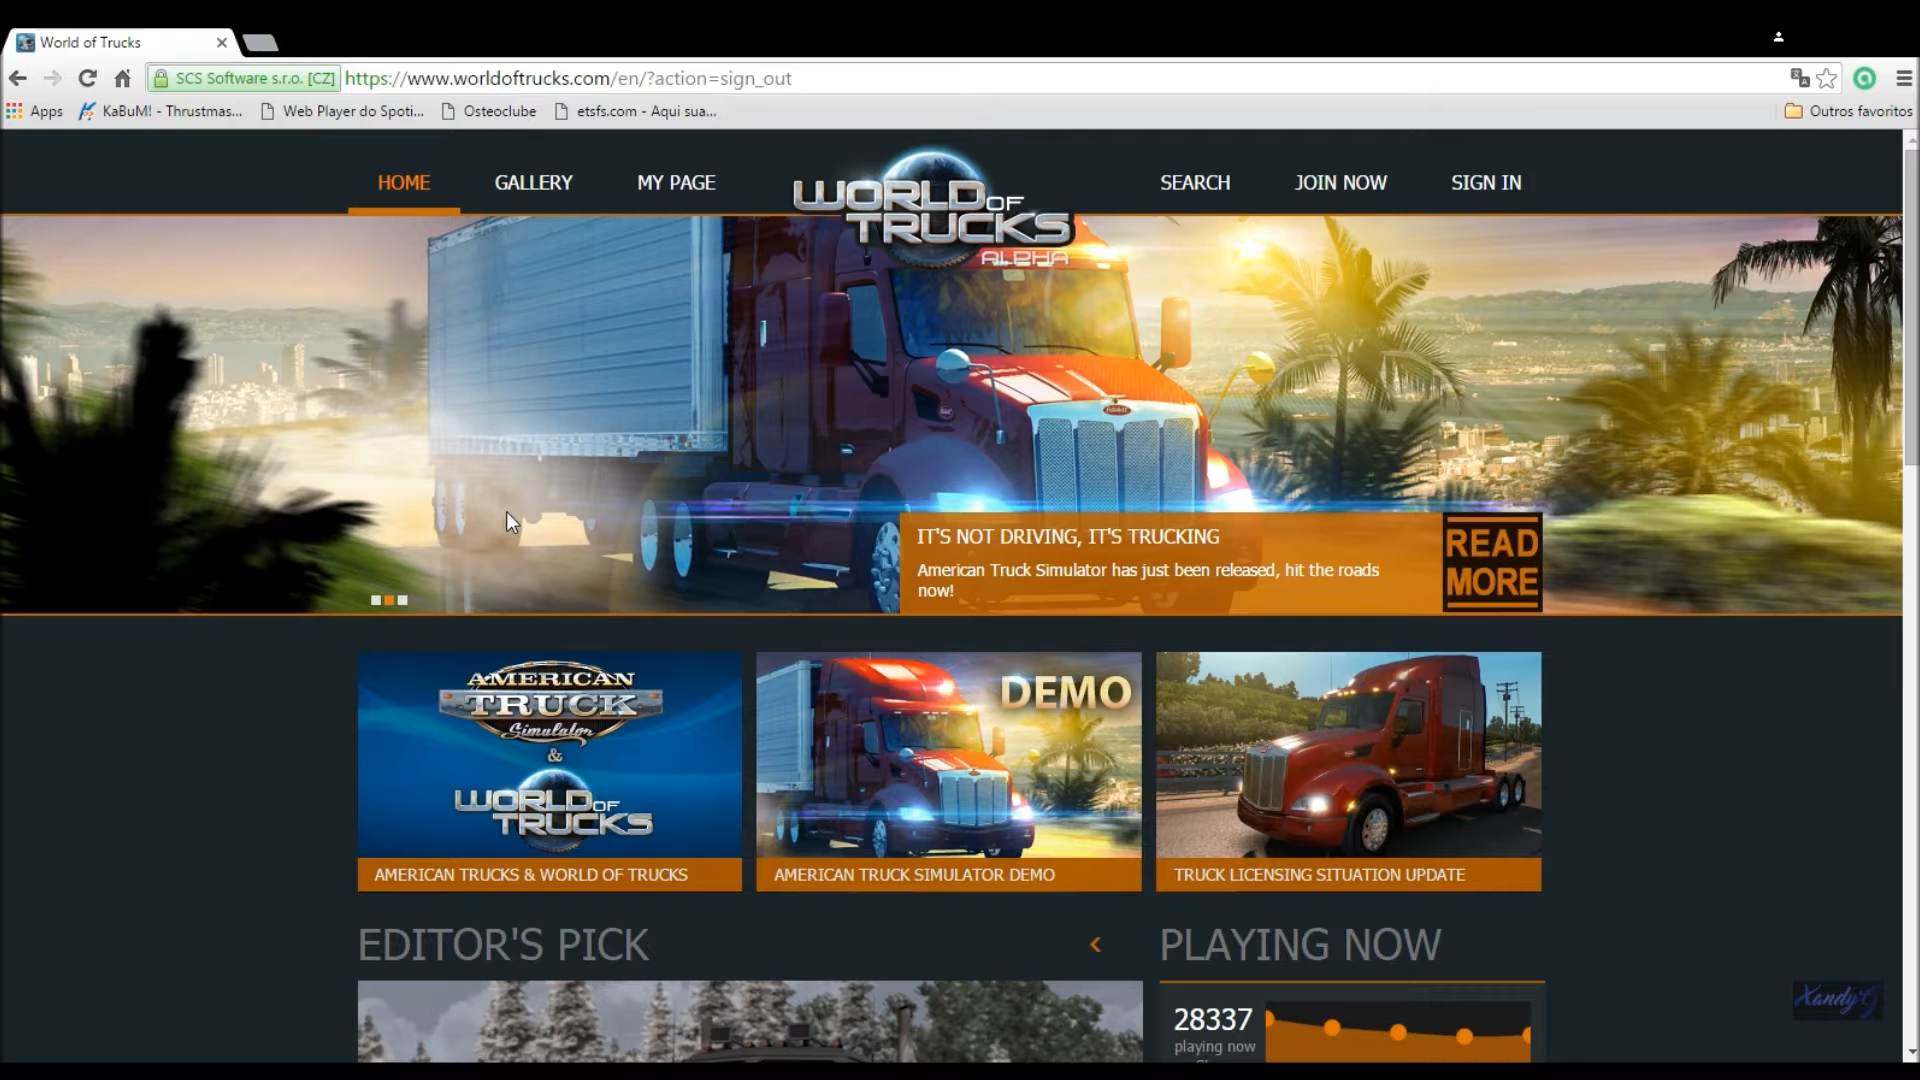 World of Trucks
SCS Software s.r.o. [CZ] https://www.worldoftrucks.com/en/?action=sign_out
Apps KaBuM! - Thrustmas... Web Player do Spoti... Osteoclube etsfs.com - Aqui sua... Outros favoritos
HOME GALLERY MY PAGE WORLD OF TRUCKS ALPHA SEARCH JOIN NOW SIGN IN
IT'S NOT DRIVING, IT'S TRUCKING
American Truck Simulator has just been released, hit the roads
now!
READ
MORE
AMERICAN
TRUCK
Simulator
&
WORLD OF
TRUCKS
AMERICAN TRUCKS & WORLD OF TRUCKS
DEMO
AMERICAN TRUCK SIMULATOR DEMO
TRUCK LICENSING SITUATION UPDATE
EDITOR'S PICK
PLAYING NOW
28337
playing now
XandyG